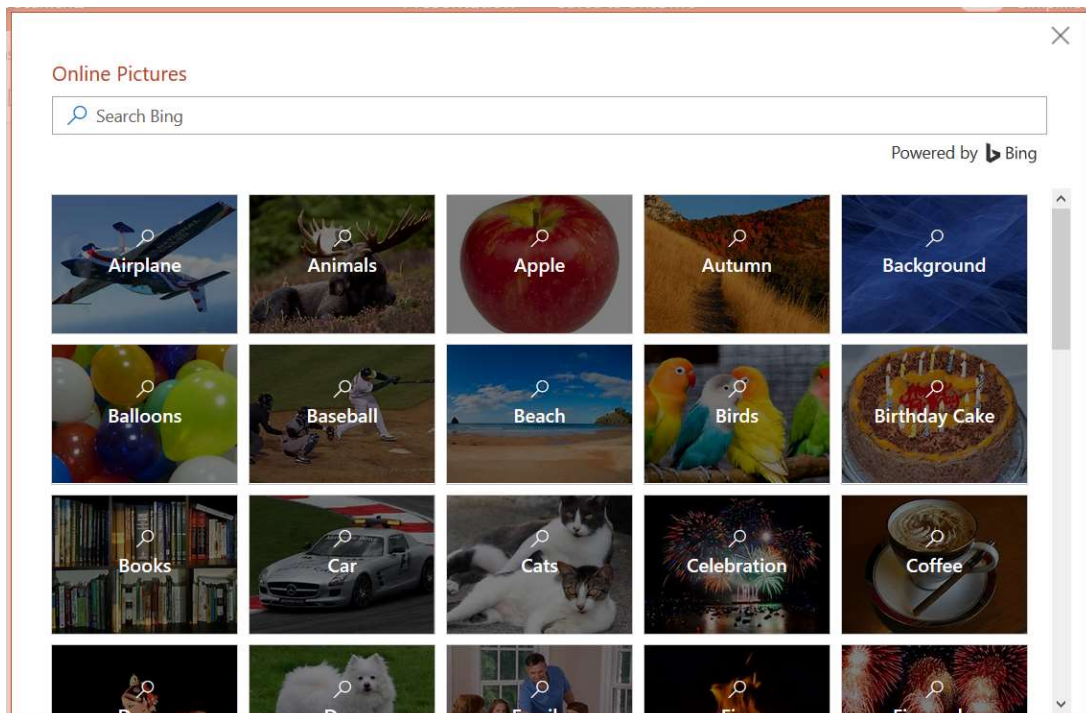 Online Pictures
Search Bing
Powered by Bing
Airplane
Animals
Apple
Autumn
Background
Balloons
Baseball
Beach
Birds
Birthday Cake
Books
Car
Cats
Celebration
Coffee